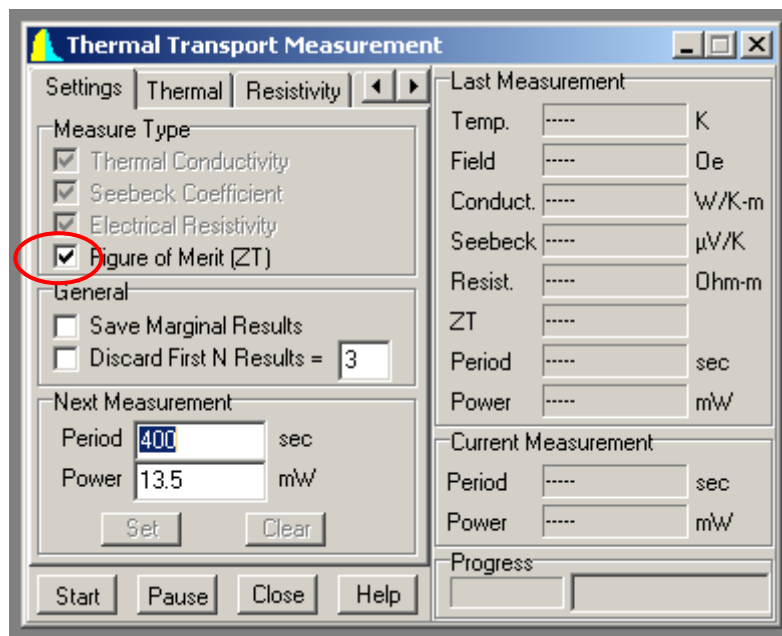 Thermal Transport Measurement
Settings Thermal Resistivity
Measure Type
Thermal Conductivity
Seebeck Coefficient
Electrical Resistivity
Figure of Merit (ZT)
General
Save Marginal Results
Discard First N Results = 3
Next Measurement
Period 400 sec
Power 13.5 mW
Set Clear
Start Pause Close Help
Last Measurement
Temp. ----- K
Field ----- Oe
Conduct. ----- W/K-m
Seebeck ----- µV/K
Resist. ----- Ohm-m
ZT -----
Period ----- sec
Power ----- mW
Current Measurement
Period ----- sec
Power ----- mW
Progress